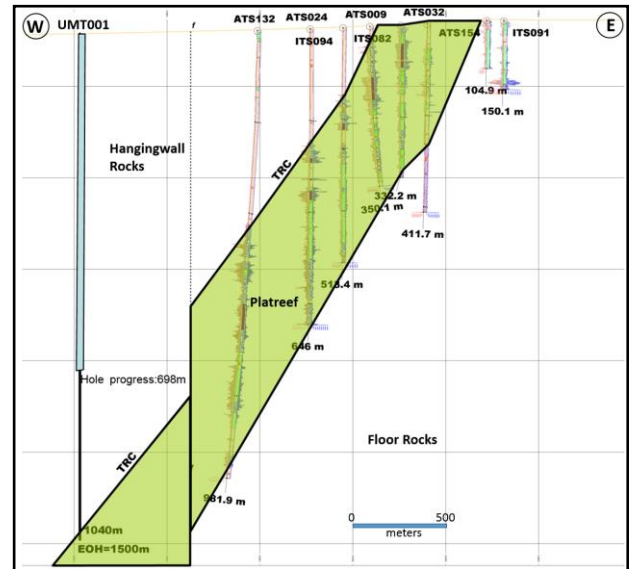 W
UMT001
f
ATS132
ATS024
ITS094
ATS009
ITS082
ATS032
ATS154
ITS091
E
104.9 m
150.1 m
Hangingwall
Rocks
TRC
332.2 m
350.1 m
411.7 m
513.4 m
Platreef
646 m
Hole progress:698m
TRC
Floor Rocks
981.9 m
0 500
meters
1040m
EOH=1500m